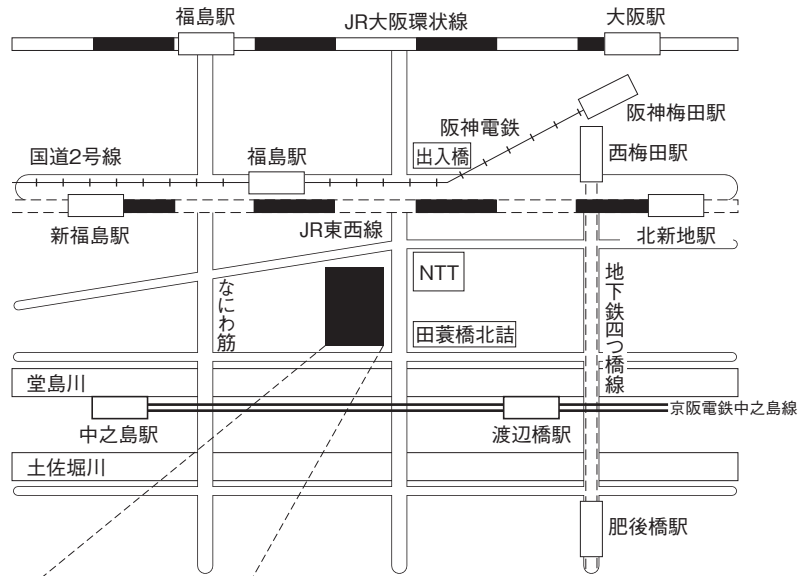 福島駅
JR大阪環状線
大阪駅
阪神梅田駅
阪神電鉄
出入橋
西梅田駅
国道2号線
福島駅
新福島駅
JR東西線
北新地駅
NTT
なにわ筋
地下鉄四つ橋線
田蓑橋北詰
堂島川
中之島駅
渡辺橋駅
京阪電鉄中之島線
土佐堀川
肥後橋駅